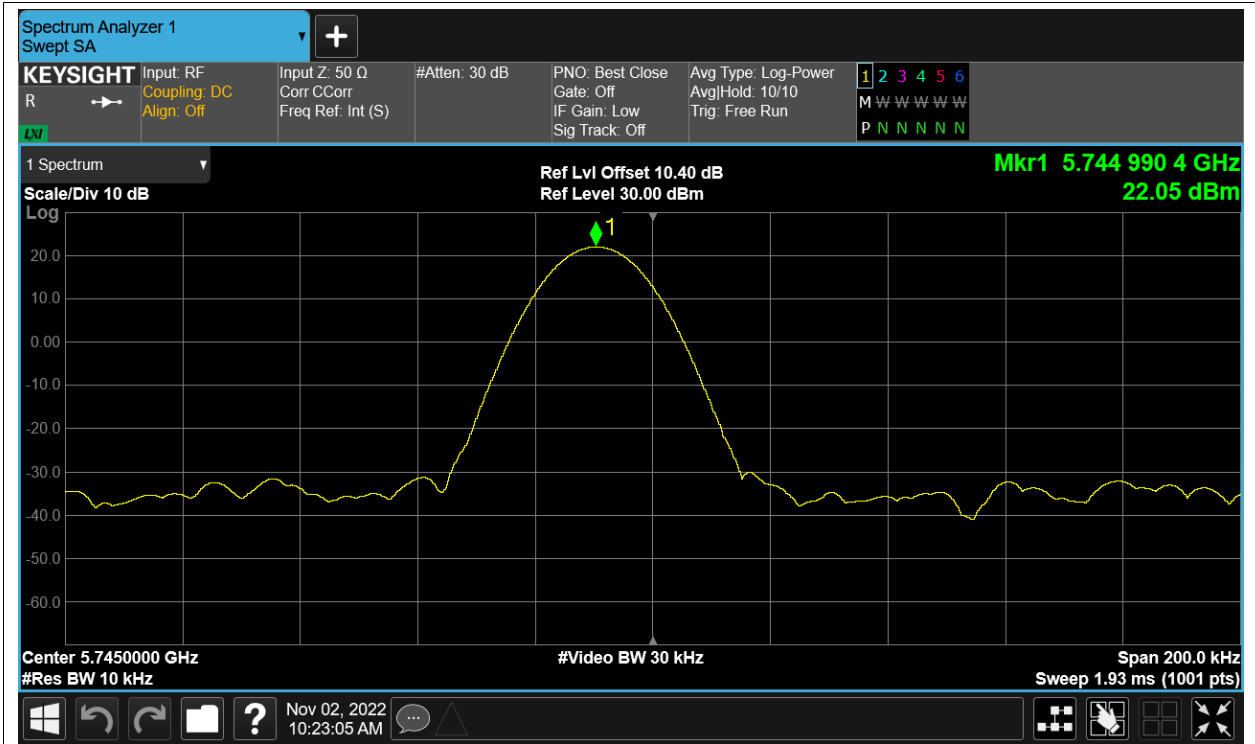 Spectrum Analyzer 1
Swept SA
+
KEYSIGHT
R
LXI
Input: RF
Coupling: DC
Align: Off
Input Z: 50 Ω
Corr CCorr
Freq Ref: Int (S)
#Atten: 30 dB
PNO: Best Close
Gate: Off
IF Gain: Low
Sig Track: Off
Avg Type: Log-Power
Avg|Hold: 10/10
Trig: Free Run
1 2 3 4 5 6
M W W W W W W
P N N N N N N
1 Spectrum
Scale/Div 10 dB
Log
Ref Lvl Offset 10.40 dB
Ref Level 30.00 dBm
Mkr1 5.744 990 4 GHz
22.05 dBm
1
20.0
10.0
0.00
-10.0
-20.0
-30.0
-40.0
-50.0
-60.0
Center 5.7450000 GHz
#Res BW 10 kHz
#Video BW 30 kHz
Span 200.0 kHz
Sweep 1.93 ms (1001 pts)
?
Nov 02, 2022
10:23:05 AM